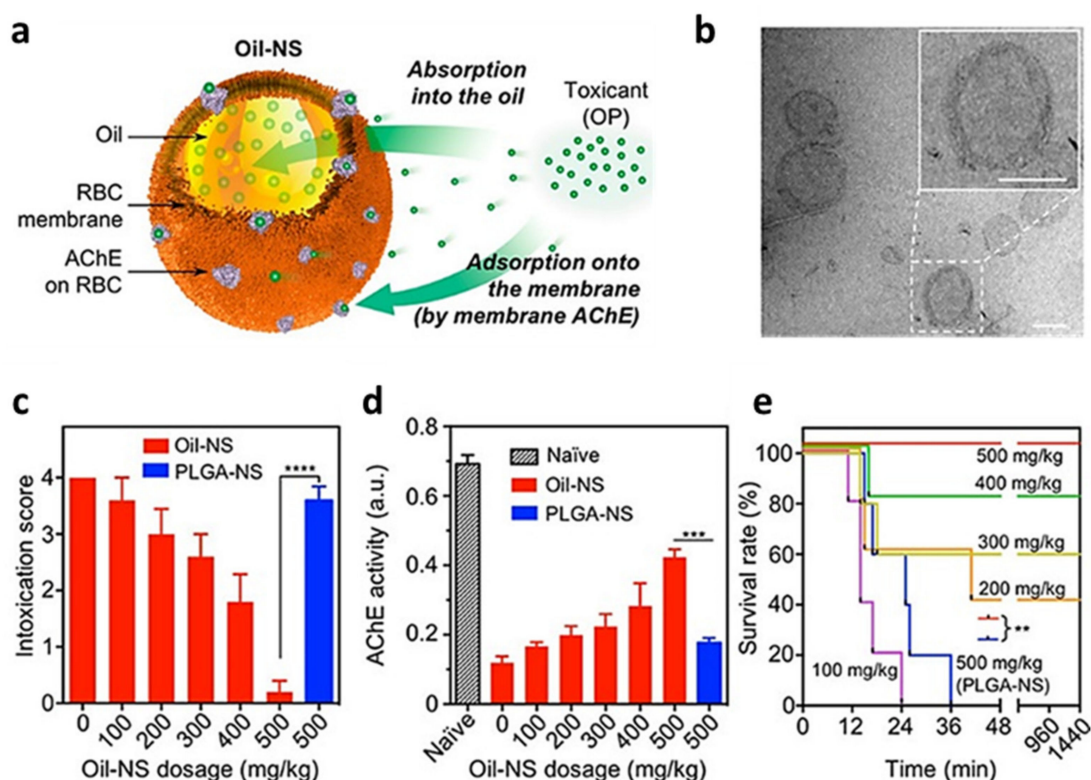 a
Oil-NS
Oil
RBC
membrane
AChE
on RBC
Absorption
into the oil
Toxicant
(OP)
Adsorption onto
the membrane
(by membrane AChE)
b
c
Intoxication score
4
3
2
1
0
Oil-NS
PLGA-NS
****
0 100 200 300 400 500 500
Oil-NS dosage (mg/kg)
d
AChE activity (a.u.)
0.8
0.6
0.4
0.2
0
Naïve
Oil-NS
PLGA-NS
***
Naïve 0 100 200 300 400 500 500
Oil-NS dosage (mg/kg)
e
Survival rate (%)
100
80
60
40
20
0
500 mg/kg
400 mg/kg
300 mg/kg
200 mg/kg
**
100 mg/kg
500 mg/kg
(PLGA-NS)
0 12 24 36 48 960 1440
Time (min)